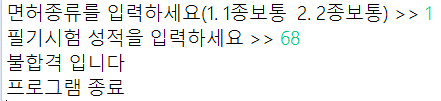 면허종류를 입력하세요(1. 1종보통  2. 2종보통) >> 1
필기시험 성적을 입력하세요 >> 68
불합격 입니다
프로그램 종료